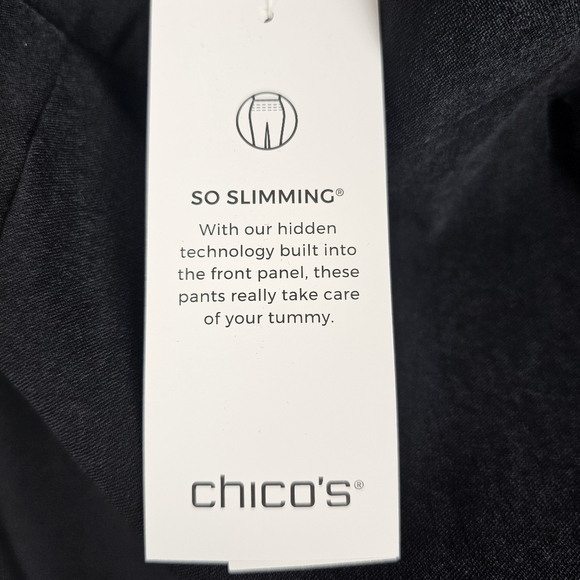 SO SLIMMING®
With our hidden
technology built into
the front panel, these
pants really take care
of your tummy.
chico's®